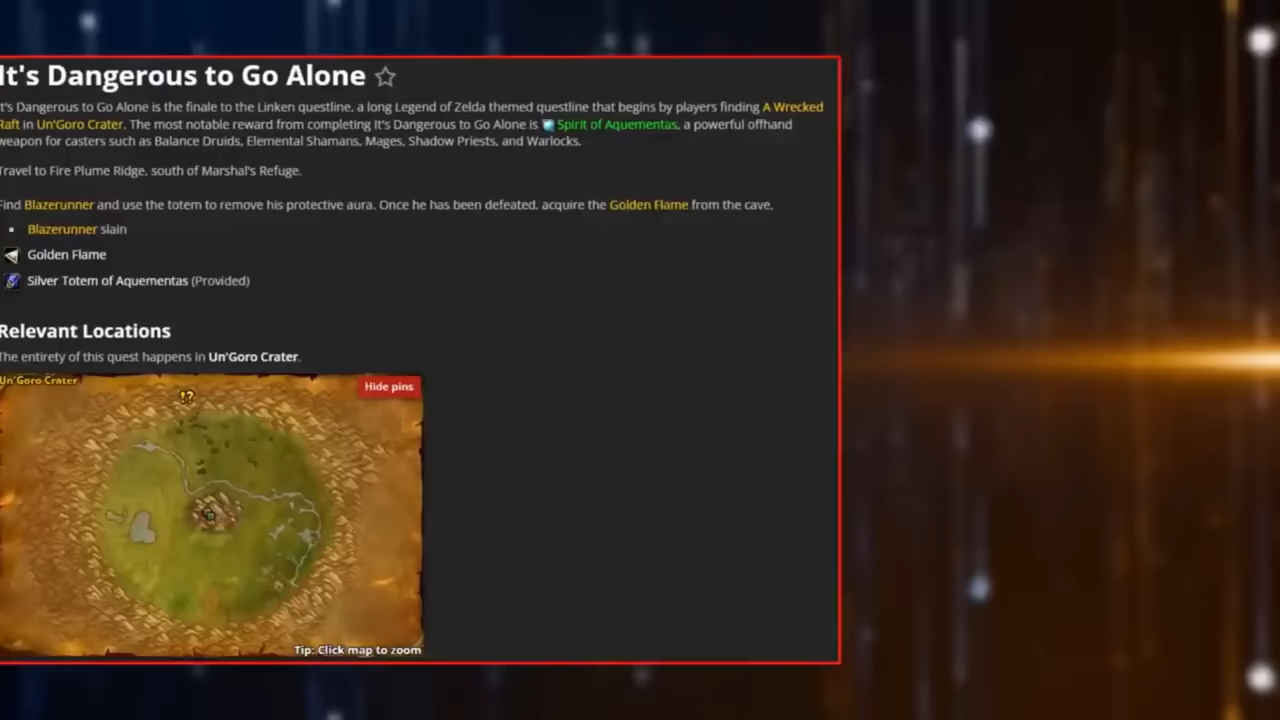 It's Dangerous to Go Alone
It's Dangerous to Go Alone is the finale to the Linken questline, a long Legend of Zelda themed questline that begins by players finding A Wrecked
Raft in Un'Goro Crater. The most notable reward from completing It's Dangerous to Go Alone is Spirit of Aquementas, a powerful offhand
weapon for casters such as Balance Druids, Elemental Shamans, Mages, Shadow Priests, and Warlocks.
Travel to Fire Plume Ridge, south of Marshal's Refuge.
Find Blazerunner and use the totem to remove his protective aura. Once he has been defeated, acquire the Golden Flame from the cave.
Blazerunner slain
Golden Flame
Silver Totem of Aquementas (Provided)
Relevant Locations
The entirety of this quest happens in Un'Goro Crater.
Un'Goro Crater
Hide pins
Tip: Click map to zoom